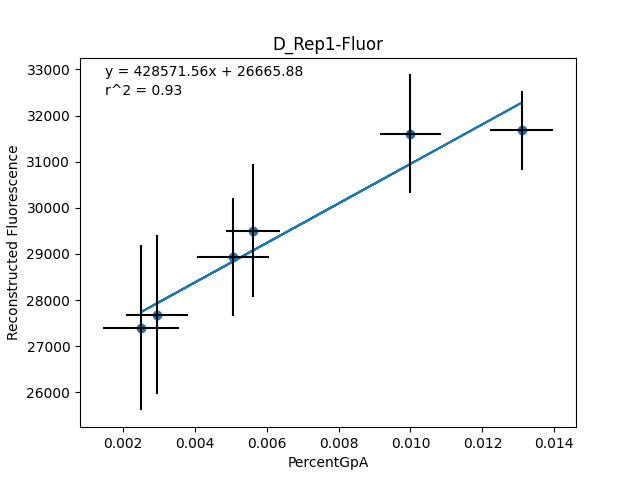 D_Rep1-Fluor
y = 428571.56x + 26665.88
r^2 = 0.93
33000
32000
31000
30000
29000
28000
27000
26000
Reconstructed Fluorescence
0.002 0.004 0.006 0.008 0.010 0.012 0.014
PercentGpA